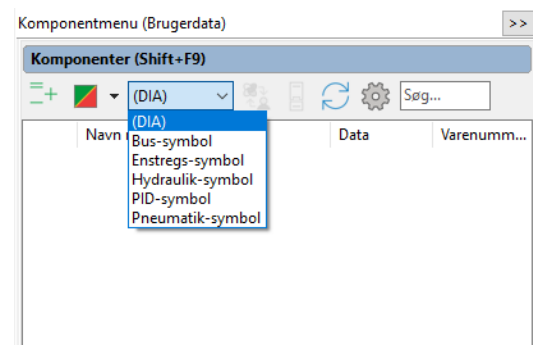 Komponentmenu (Brugerdata) >>
Komponenter (Shift+F9)
(DIA) Søg...
Navn Data Varenumm...
(DIA)
Bus-symbol
Enstregs-symbol
Hydraulik-symbol
PID-symbol
Pneumatik-symbol